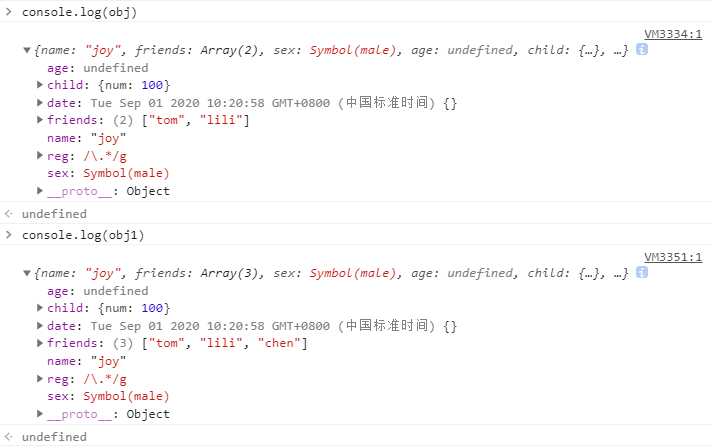 console.log(obj)
VM3334:1
{name: "joy", friends: Array(2), sex: Symbol(male), age: undefined, child: {…}, …}
age: undefined
child: {num: 100}
date: Tue Sep 01 2020 10:20:58 GMT+0800 (中国标准时间) {}
friends: (2) ["tom", "lili"]
name: "joy"
reg: /\.*/g
sex: Symbol(male)
__proto__: Object
undefined
console.log(obj1)
VM3351:1
{name: "joy", friends: Array(3), sex: Symbol(male), age: undefined, child: {…}, …}
age: undefined
child: {num: 100}
date: Tue Sep 01 2020 10:20:58 GMT+0800 (中国标准时间) {}
friends: (3) ["tom", "lili", "chen"]
name: "joy"
reg: /\.*/g
sex: Symbol(male)
__proto__: Object
undefined